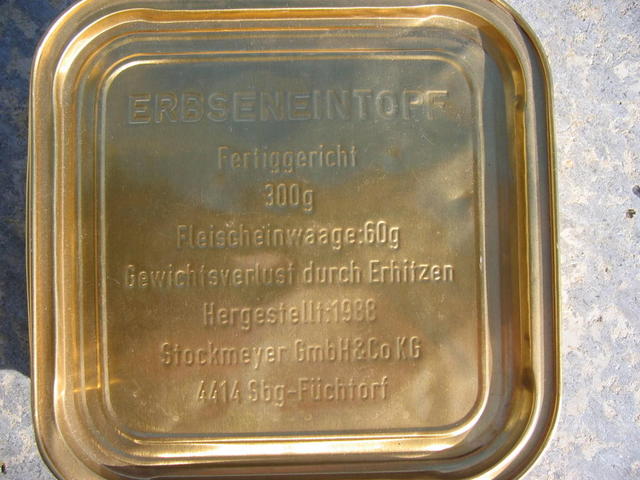 ERBSENEINTOPF
Fertiggericht
300g
Fleischeinwaage:60g
Gewichtsverlust durch Erhitzen
Hergestellt:1988
Stockmeyer GmbH&Co KG
4414 Sbg-Füchtorf